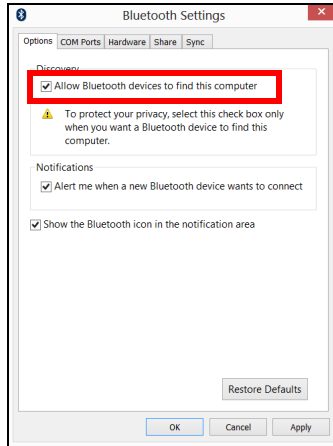 Bluetooth Settings
Options COM Ports Hardware Share Sync
Discovery
Allow Bluetooth devices to find this computer
To protect your privacy, select this check box only
when you want a Bluetooth device to find this
computer.
Notifications
Alert me when a new Bluetooth device wants to connect
Show the Bluetooth icon in the notification area
Restore Defaults
OK Cancel Apply